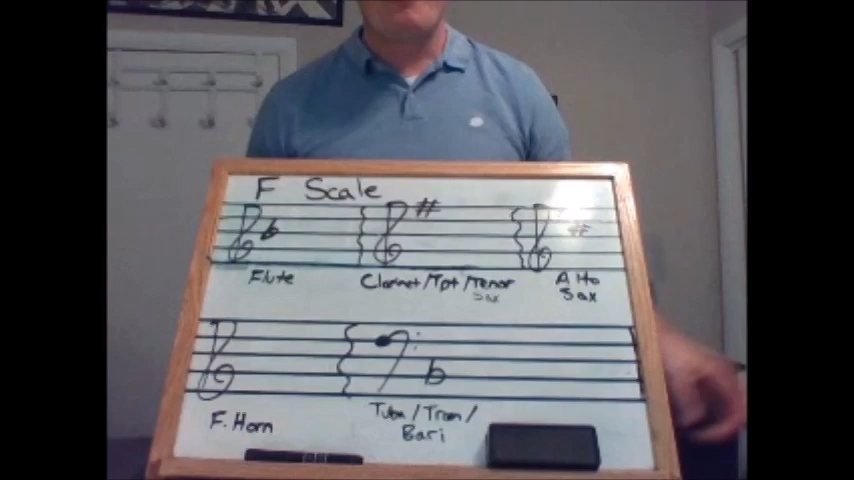 F Scale
Flute
Clarinet/Tpt/Tenor Sax
Alto Sax
F. Horn
Tuba/Trom/
Bari